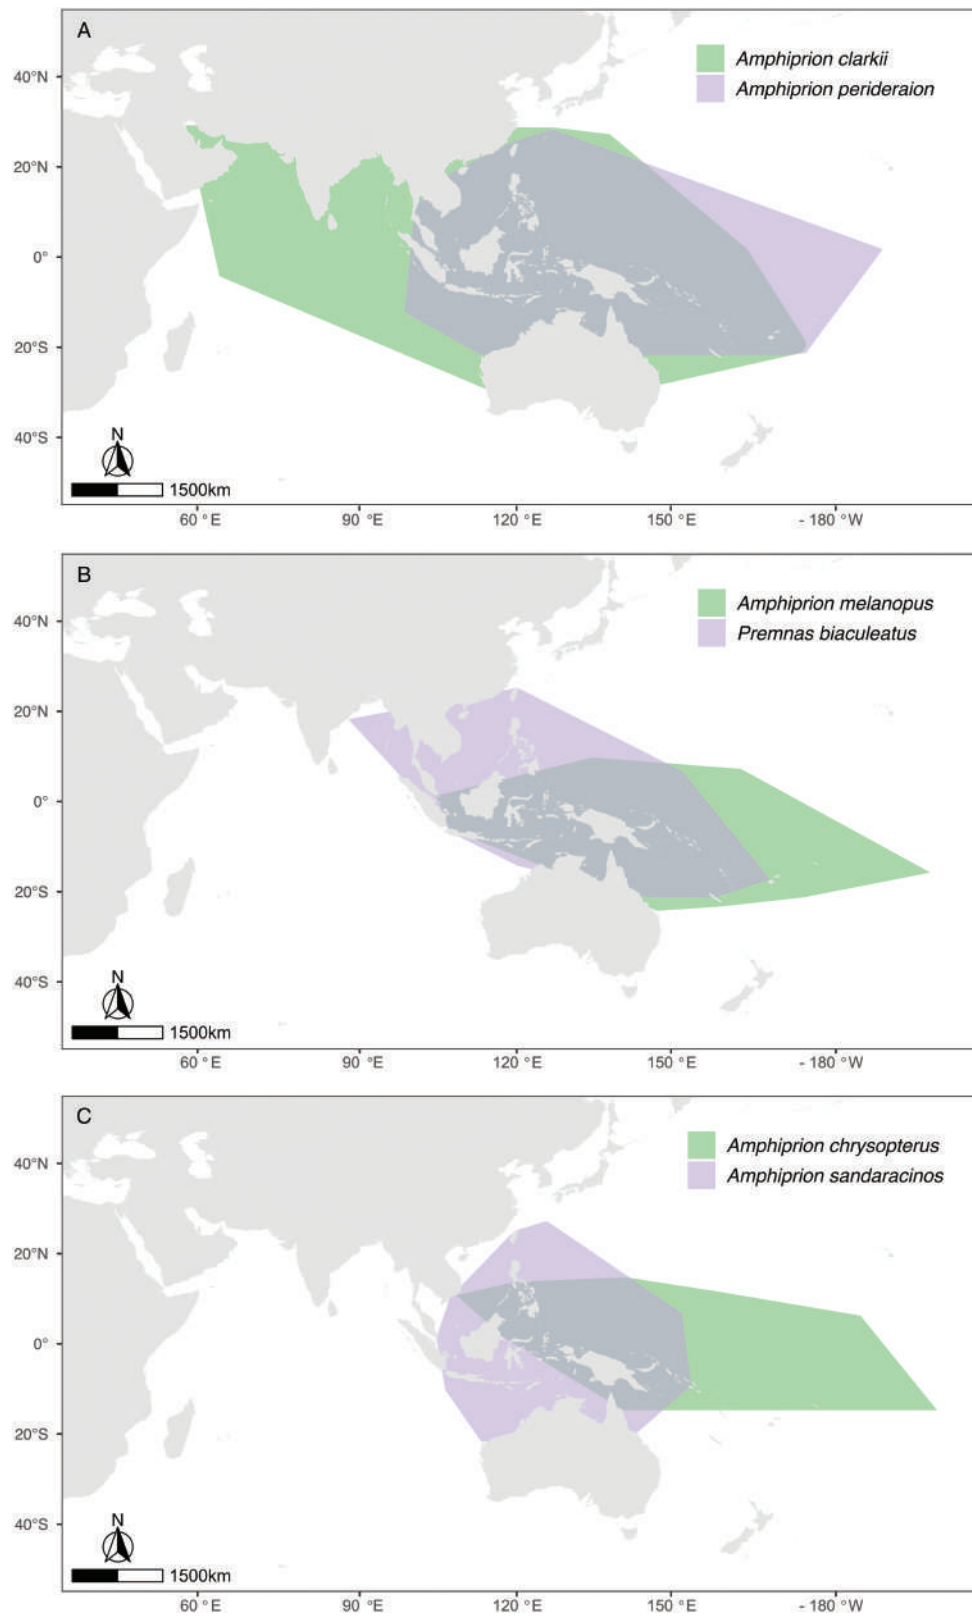 A
Amphiprion clarkii
Amphiprion perideraion
40°N
20°N
0°
20°S
40°S
N
1500km
60 °E
90 °E
120 °E
150 °E
- 180 °W
B
Amphiprion melanopus
Premnas biaculeatus
40°N
20°N
0°
20°S
40°S
N
1500km
60 °E
90 °E
120 °E
150 °E
- 180 °W
C
Amphiprion chrysopterus
Amphiprion sandaracinos
40°N
20°N
0°
20°S
40°S
N
1500km
60 °E
90 °E
120 °E
150 °E
- 180 °W